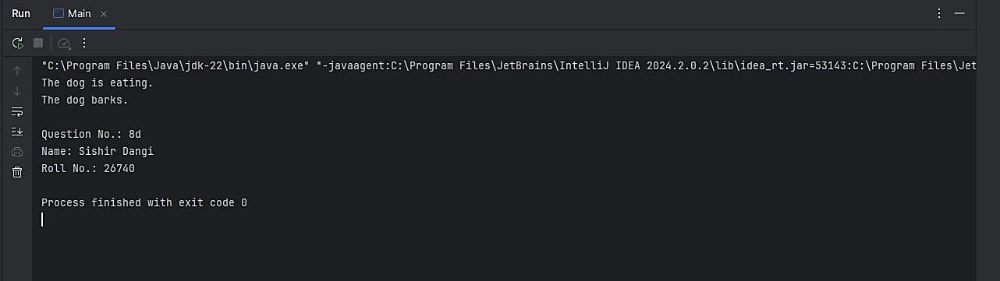 Run Main
"C:\Program Files\Java\jdk-22\bin\java.exe" "-javaagent:C:\Program Files\JetBrains\IntelliJ IDEA 2024.2.0.2\lib\idea_rt.jar=53143:C:\Program Files\Jet
The dog is eating.
The dog barks.
Question No.: 8d
Name: Sishir Dangi
Roll No.: 26740
Process finished with exit code 0